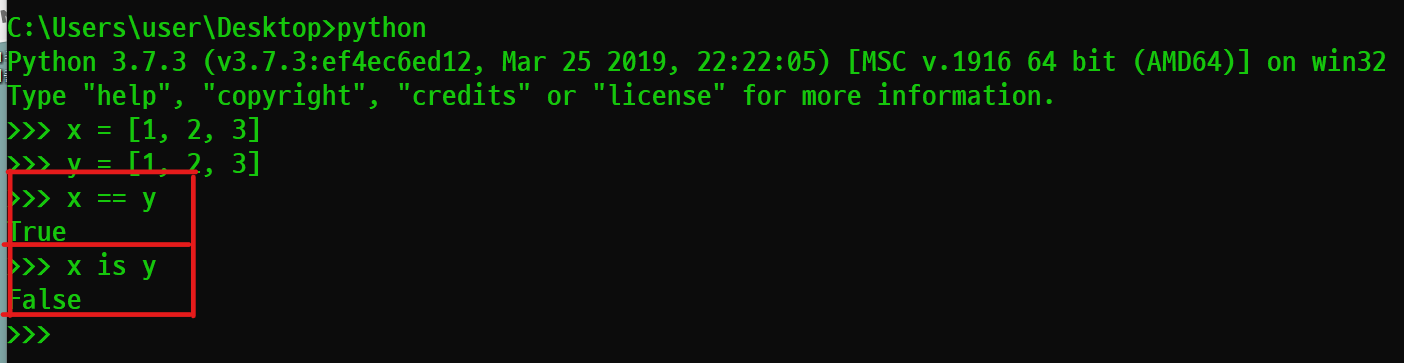 C:\Users\user\Desktop>python
Python 3.7.3 (v3.7.3:ef4ec6ed12, Mar 25 2019, 22:22:05) [MSC v.1916 64 bit (AMD64)] on win32
Type "help", "copyright", "credits" or "license" for more information.
>>> x = [1, 2, 3]
>>> y = [1, 2, 3]
>>> x == y
True
>>> x is y
False
>>>